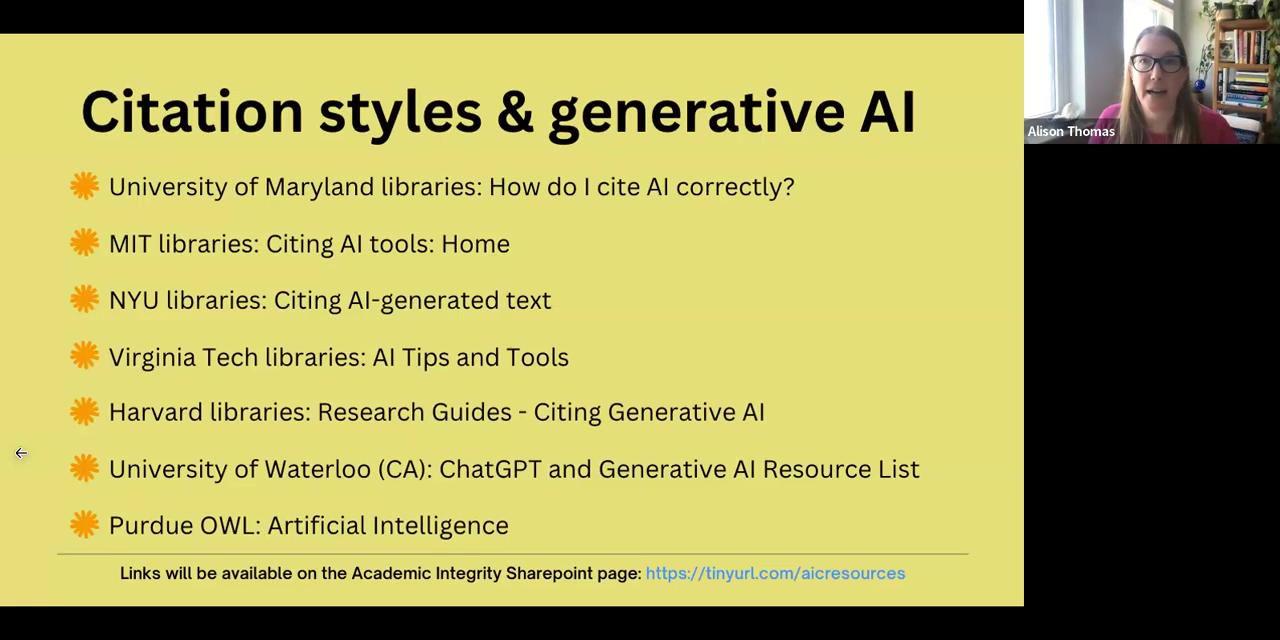 Citation styles & generative AI
University of Maryland libraries: How do I cite AI correctly?
MIT libraries: Citing AI tools: Home
NYU libraries: Citing AI-generated text
Virginia Tech libraries: AI Tips and Tools
Harvard libraries: Research Guides - Citing Generative AI
University of Waterloo (CA): ChatGPT and Generative AI Resource List
Purdue OWL: Artificial Intelligence
Links will be available on the Academic Integrity Sharepoint page: https://tinyurl.com/aicresources
Alison Thomas